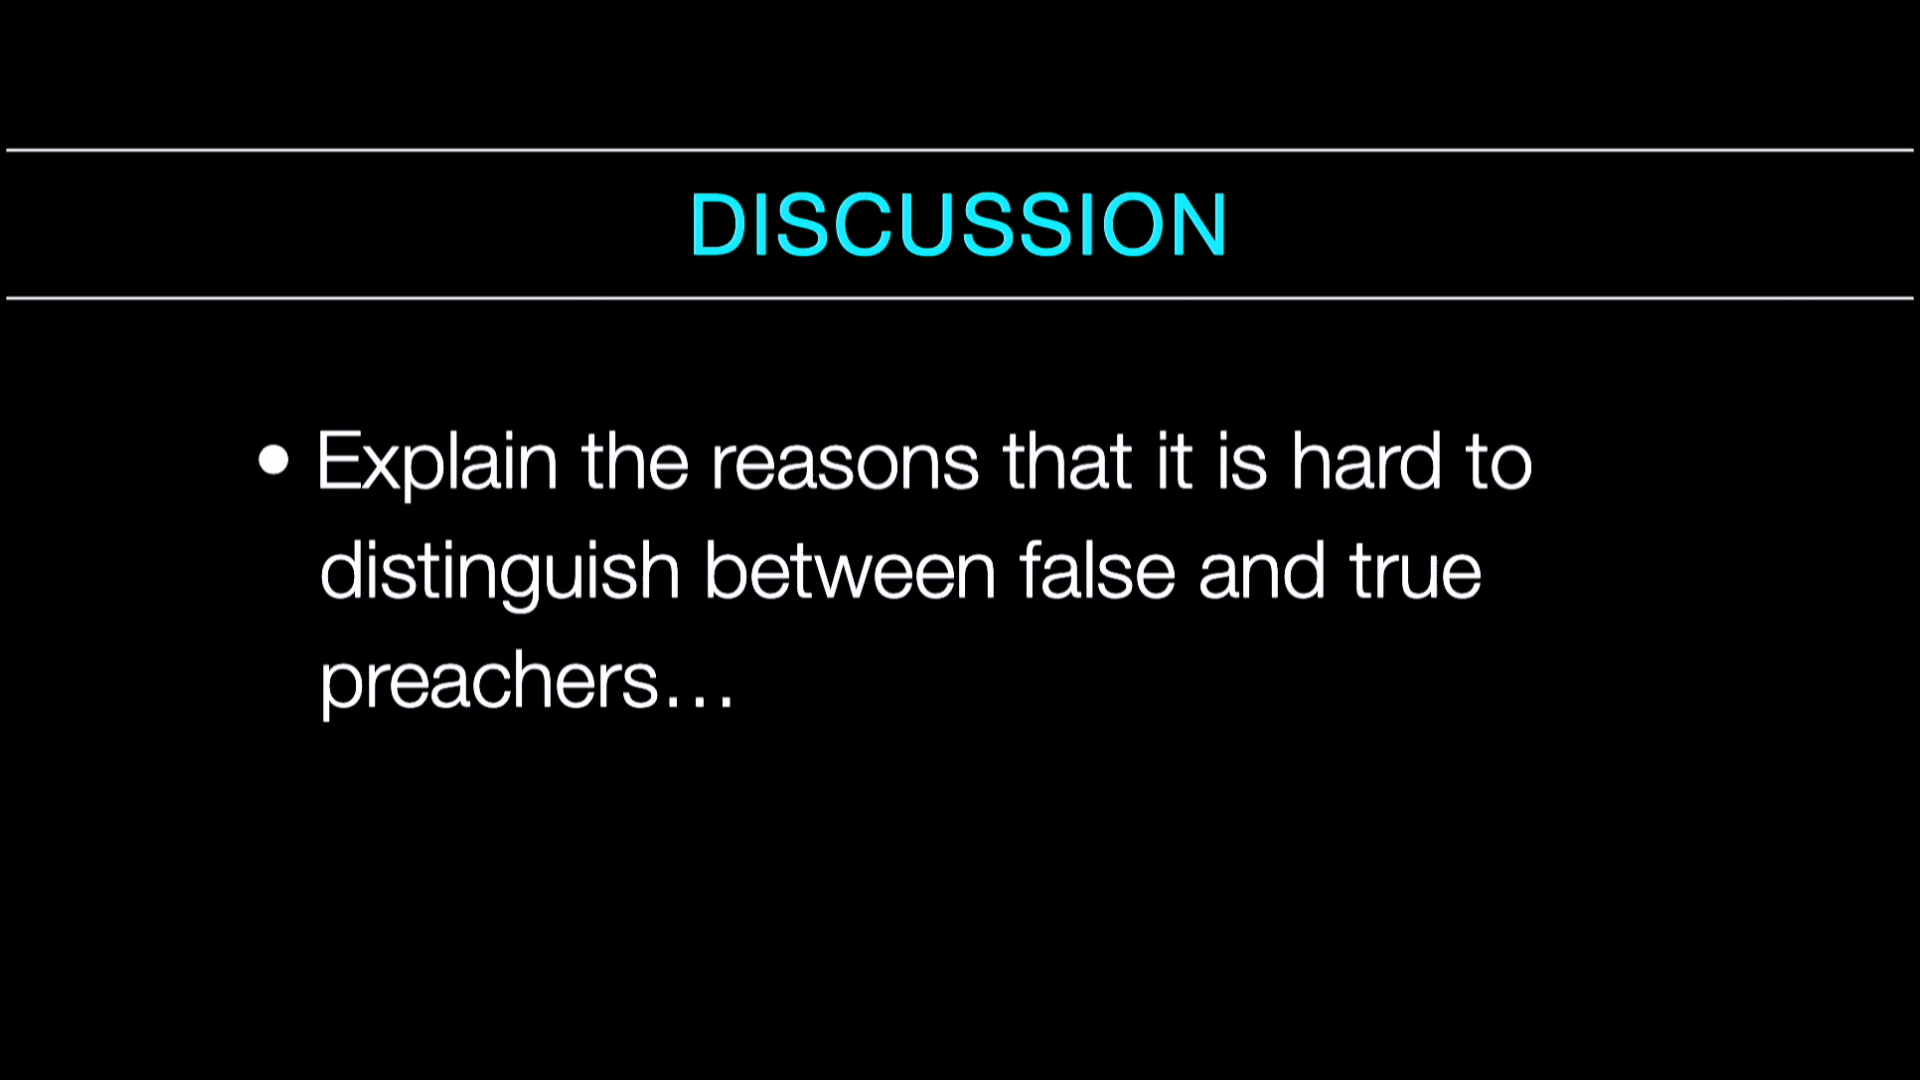 DISCUSSION
• Explain the reasons that it is hard to
distinguish between false and true
preachers…